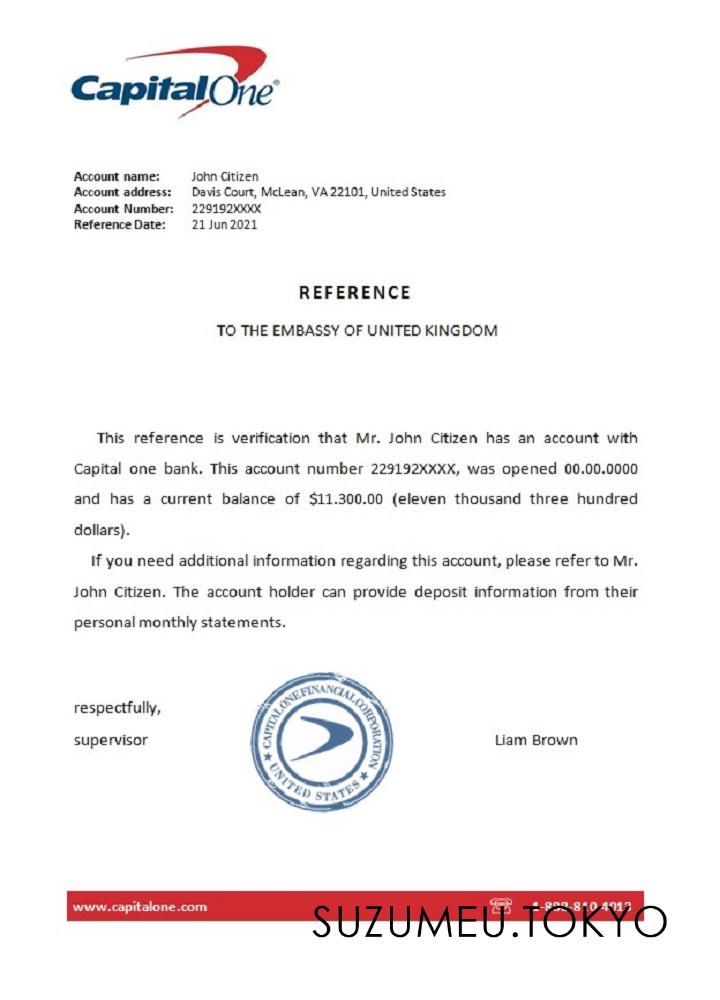 CapitalOne®
Account name: John Citizen
Account address: Davis Court, McLean, VA 22101, United States
Account Number: 229192XXXX
Reference Date: 21 Jun 2021
REFERENCE
TO THE EMBASSY OF UNITED KINGDOM
This reference is verification that Mr. John Citizen has an account with
Capital one bank. This account number 229192XXXX, was opened 00.00.0000
and has a current balance of $11.300.00 (eleven thousand three hundred
dollars).
If you need additional information regarding this account, please refer to Mr.
John Citizen. The account holder can provide deposit information from their
personal monthly statements.
respectfully,
supervisor
CAPITAL ONE FINANCIAL CORPORATION
★ UNITED STATES ★
Liam Brown
www.capitalone.com
SUZUMEU.TOKYO